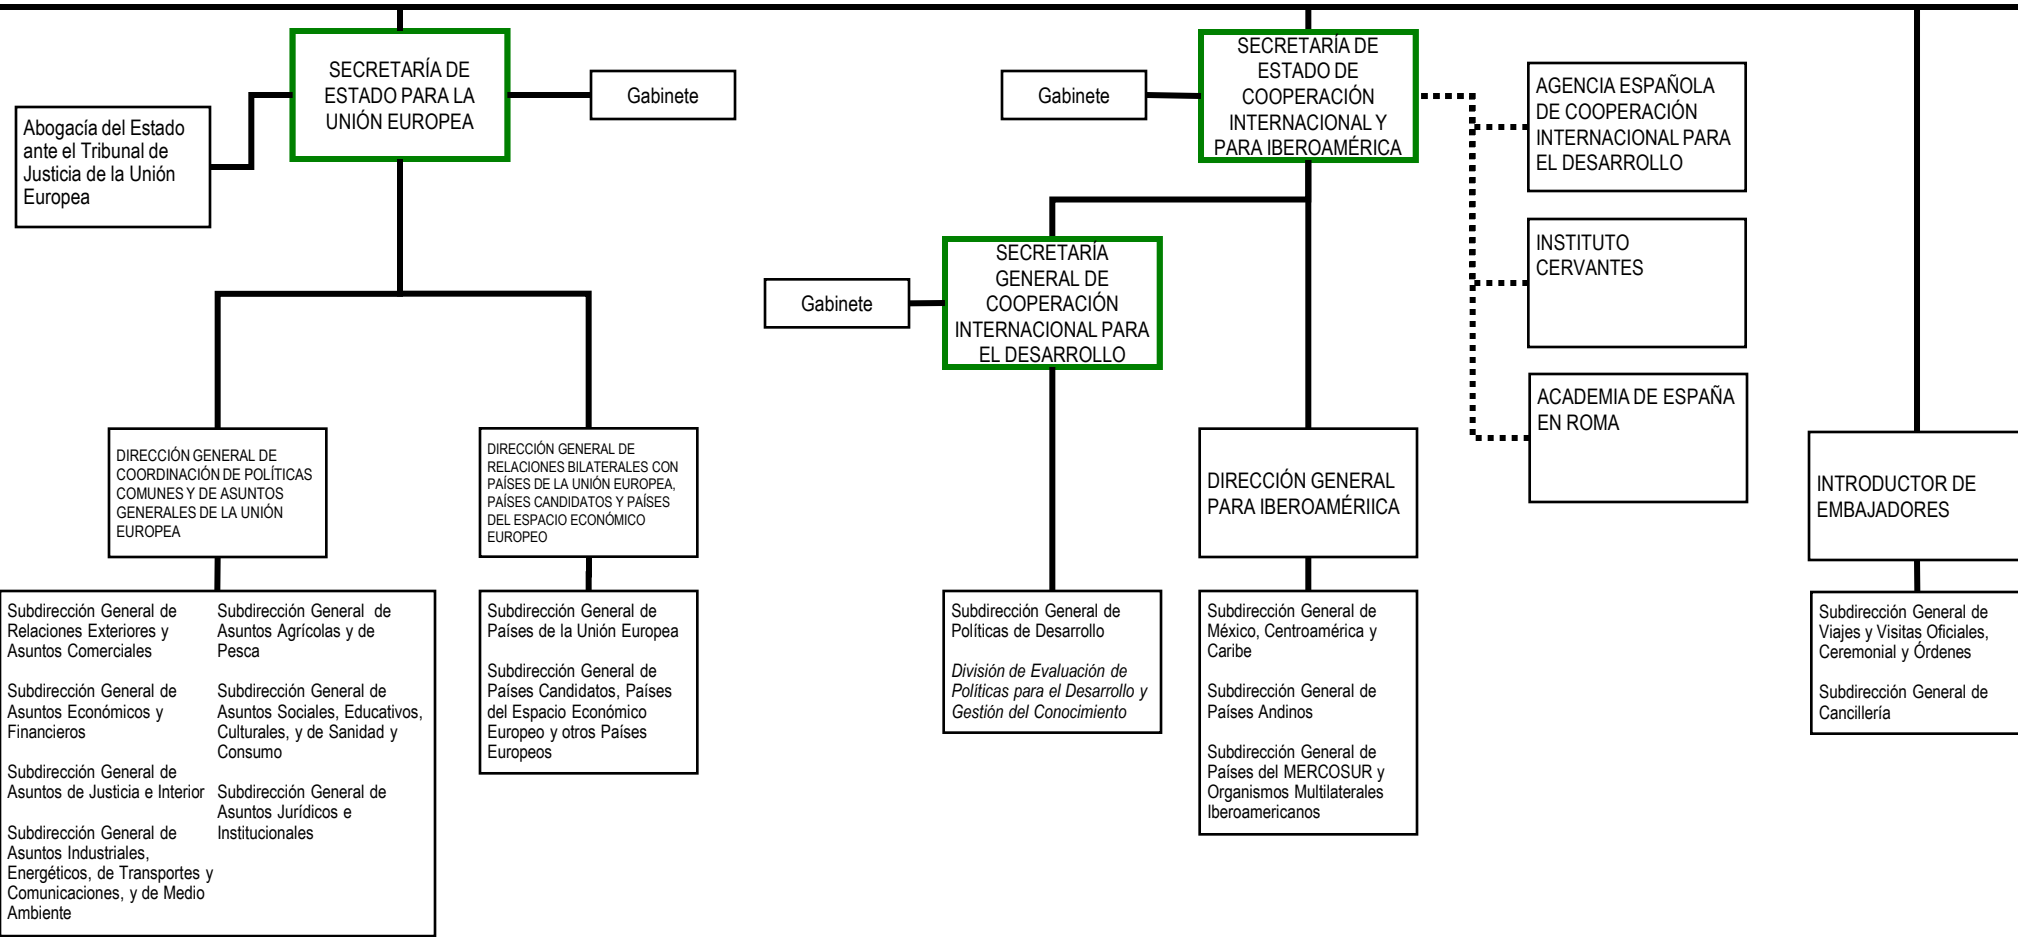 SECRETARÍA DE
ESTADO PARA LA
UNIÓN EUROPEA
Gabinete
Abogacía del Estado
ante el Tribunal de
Justicia de la Unión
Europea
Gabinete
SECRETARÍA DE
ESTADO DE
COOPERACIÓN
INTERNACIONAL Y
PARA IBEROAMÉRICA
AGENCIA ESPAÑOLA
DE COOPERACIÓN
INTERNACIONAL PARA
EL DESARROLLO
INSTITUTO
CERVANTES
ACADEMIA DE ESPAÑA
EN ROMA
Gabinete
SECRETARÍA
GENERAL DE
COOPERACIÓN
INTERNACIONAL PARA
EL DESARROLLO
DIRECCIÓN GENERAL DE
COORDINACIÓN DE POLÍTICAS
COMUNES Y DE ASUNTOS
GENERALES DE LA UNIÓN
EUROPEA
DIRECCIÓN GENERAL DE
RELACIONES BILATERALES CON
PAÍSES DE LA UNIÓN EUROPEA,
PAÍSES CANDIDATOS Y PAÍSES
DEL ESPACIO ECONÓMICO
EUROPEO
DIRECCIÓN GENERAL
PARA IBEROAMÉRIICA
INTRODUCTOR DE
EMBAJADORES
Subdirección General de
Relaciones Exteriores y
Asuntos Comerciales
Subdirección General de
Asuntos Económicos y
Financieros
Subdirección General de
Asuntos de Justicia e Interior
Subdirección General de
Asuntos Industriales,
Energéticos, de Transportes y
Comunicaciones, y de Medio
Ambiente
Subdirección General de
Asuntos Agrícolas y de
Pesca
Subdirección General de
Asuntos Sociales, Educativos,
Culturales, y de Sanidad y
Consumo
Subdirección General de
Asuntos Jurídicos e
Institucionales
Subdirección General de
Países de la Unión Europea
Subdirección General de
Países Candidatos, Países
del Espacio Económico
Europeo y otros Países
Europeos
Subdirección General de
Políticas de Desarrollo
División de Evaluación de
Políticas para el Desarrollo y
Gestión del Conocimiento
Subdirección General de
México, Centroamérica y
Caribe
Subdirección General de
Países Andinos
Subdirección General de
Países del MERCOSUR y
Organismos Multilaterales
Iberoamericanos
Subdirección General de
Viajes y Visitas Oficiales,
Ceremonial y Órdenes
Subdirección General de
Cancillería